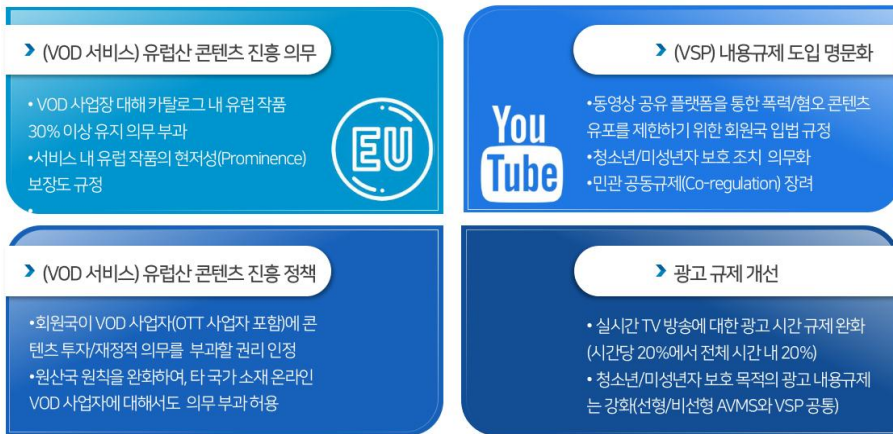 (VOD 서비스) 유럽산 콘텐츠 진흥 의무
• VOD 사업장 대해 카탈로그 내 유럽 작품
30% 이상 유지 의무 부과
•서비스 내 유럽 작품의 현저성(Prominence)
보장도 규정
•
EU
(VSP) 내용규제 도입 명문화
You
Tube
•동영상 공유 플랫폼을 통한 폭력/혐오 콘텐츠
유포를 제한하기 위한 회원국 입법 규정
•청소년/미성년자 보호 조치 의무화
•민관 공동규제(Co-regulation) 장려
(VOD 서비스) 유럽산 콘텐츠 진흥 정책
•회원국이 VOD 사업자(OTT 사업자 포함)에 콘
텐츠 투자/재정적 의무를 부과할 권리 인정
•원산국 원칙을 완화하여, 타 국가 소재 온라인
VOD 사업자에 대해서도 의무 부과 허용
광고 규제 개선
• 실시간 TV 방송에 대한 광고 시간 규제 완화
(시간당 20%에서 전체 시간 내 20%)
• 청소년/미성년자 보호 목적의 광고 내용규제
는 강화(선형/비선형 AVMS와 VSP 공통)